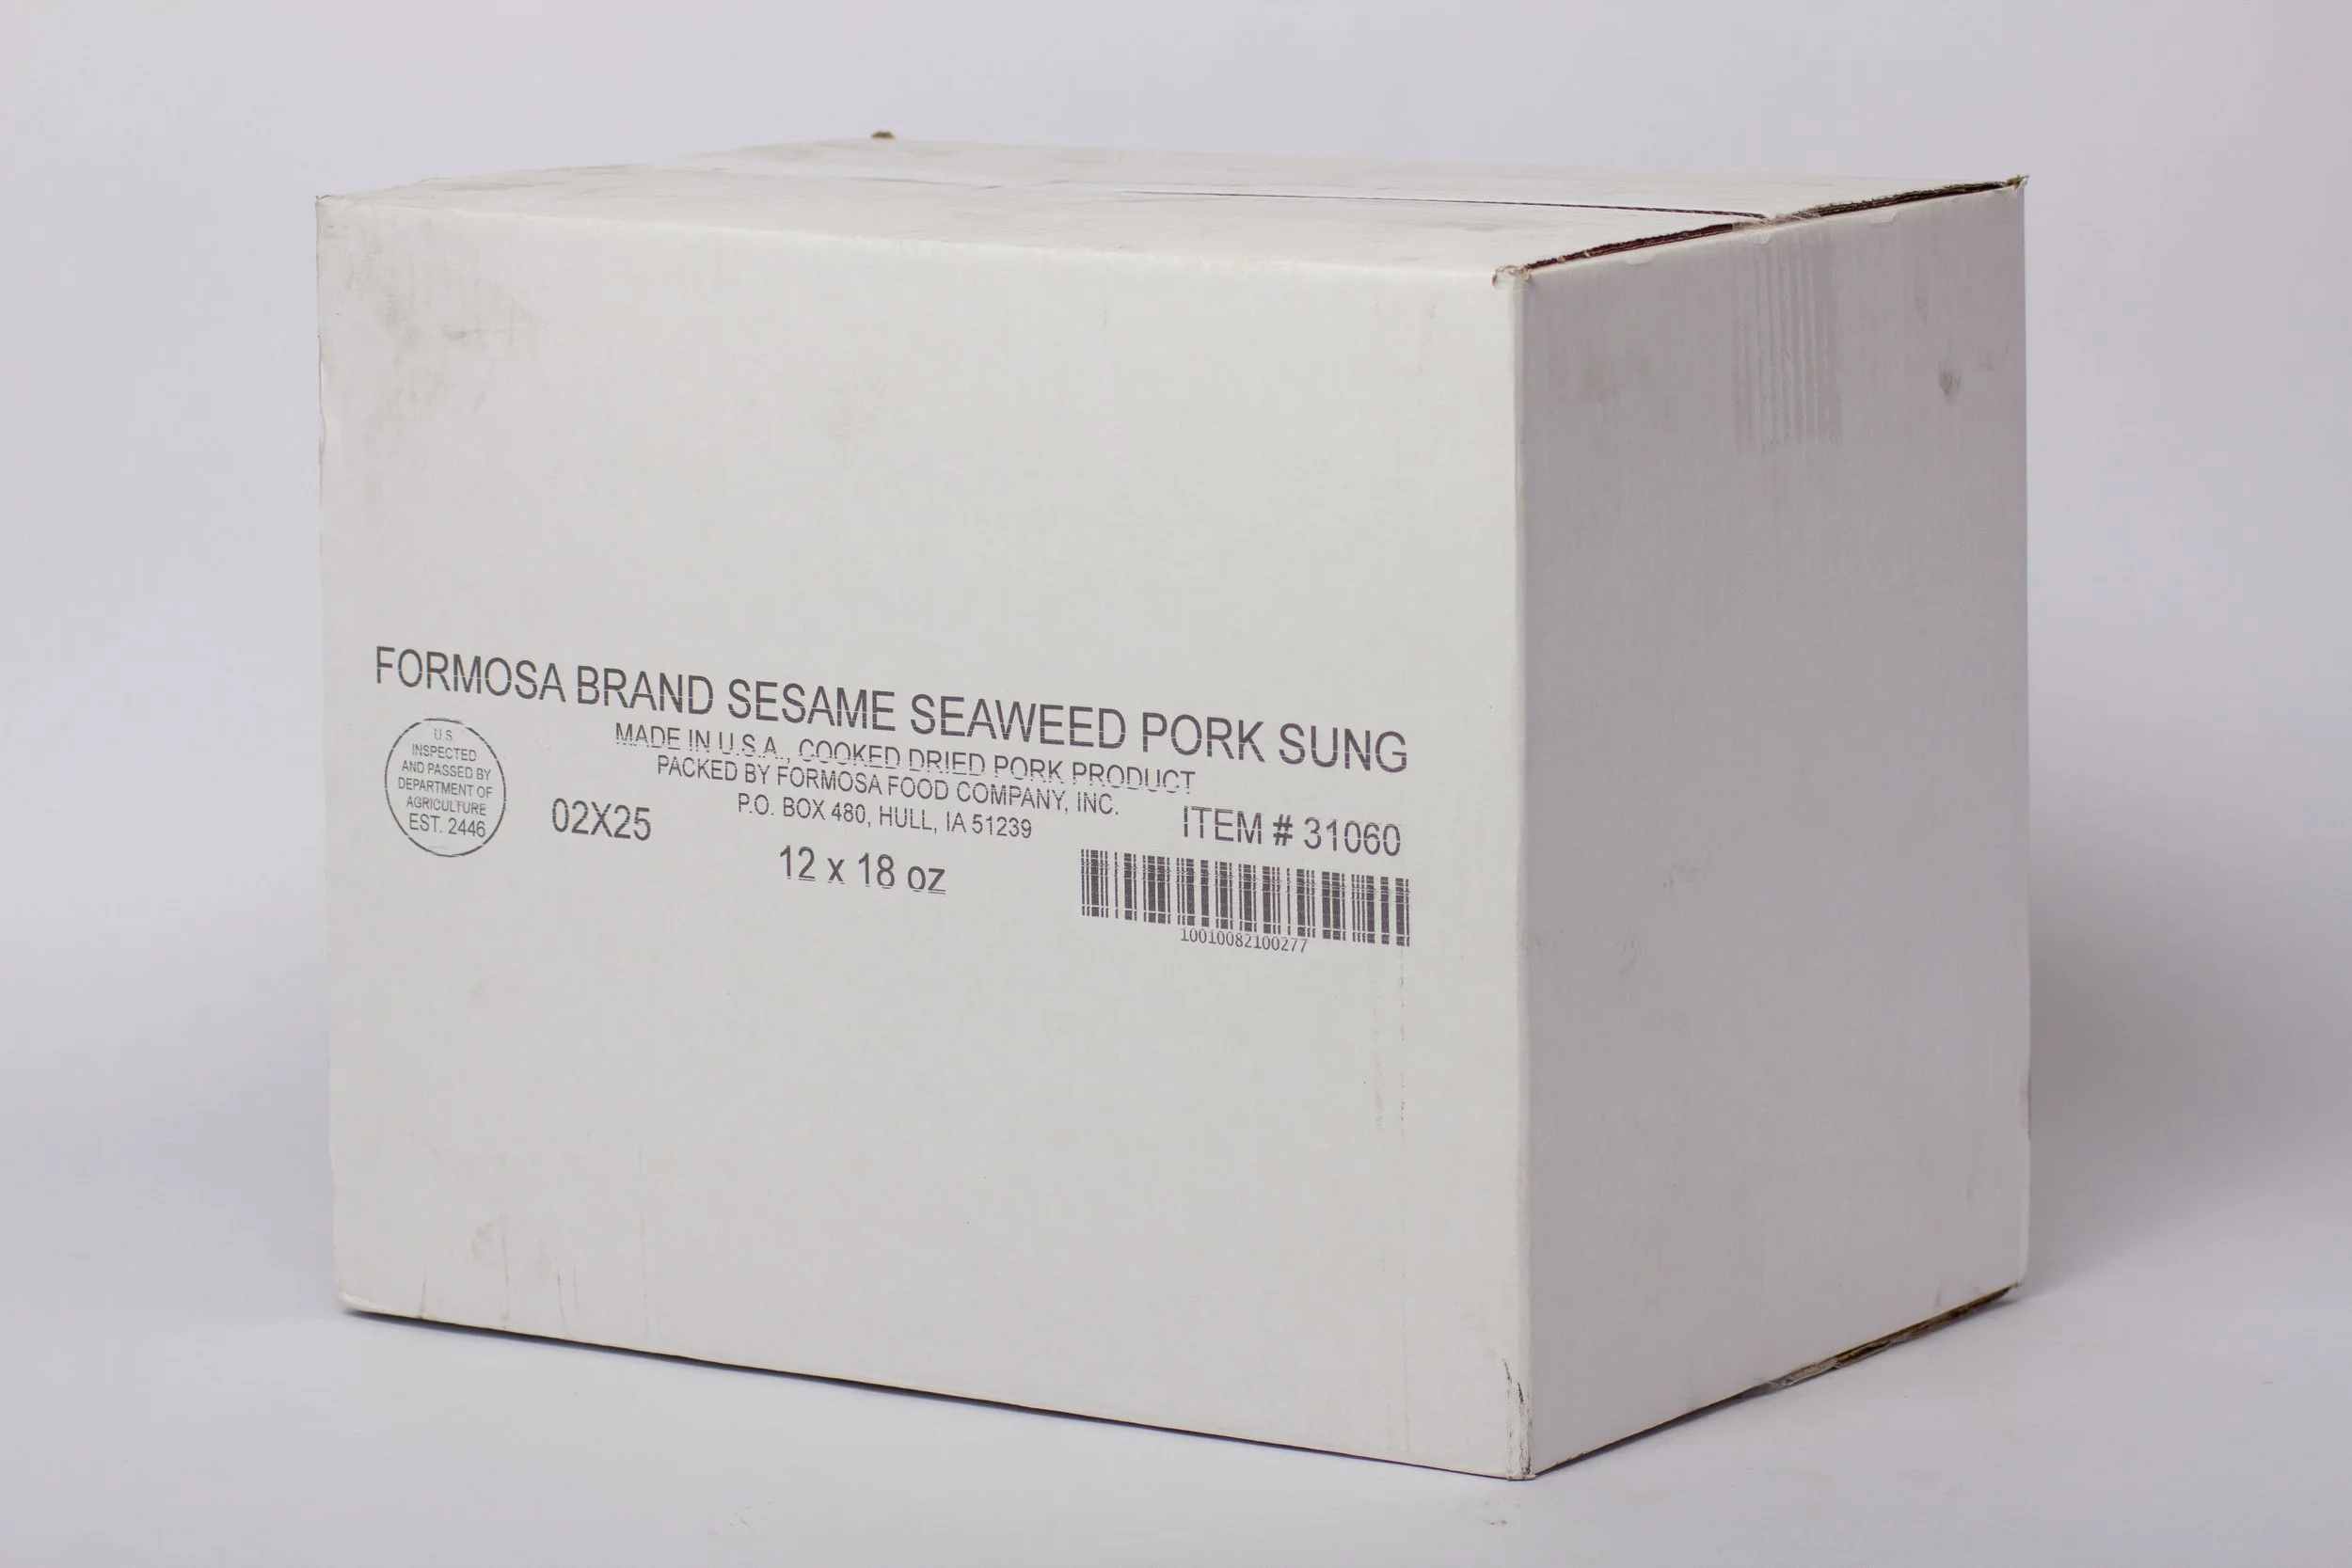 FORMOSA BRAND SESAME SEAWEED PORK SUNG
MADE IN U.S.A., COOKED DRIED PORK PRODUCT
PACKED BY FORMOSA FOOD COMPANY, INC.
P.O. BOX 480, HULL, IA 51239
U.S.
INSPECTED
AND PASSED BY
DEPARTMENT OF
AGRICULTURE
EST. 2446
02X25
12 x 18 oz
ITEM # 31060
10010082100277